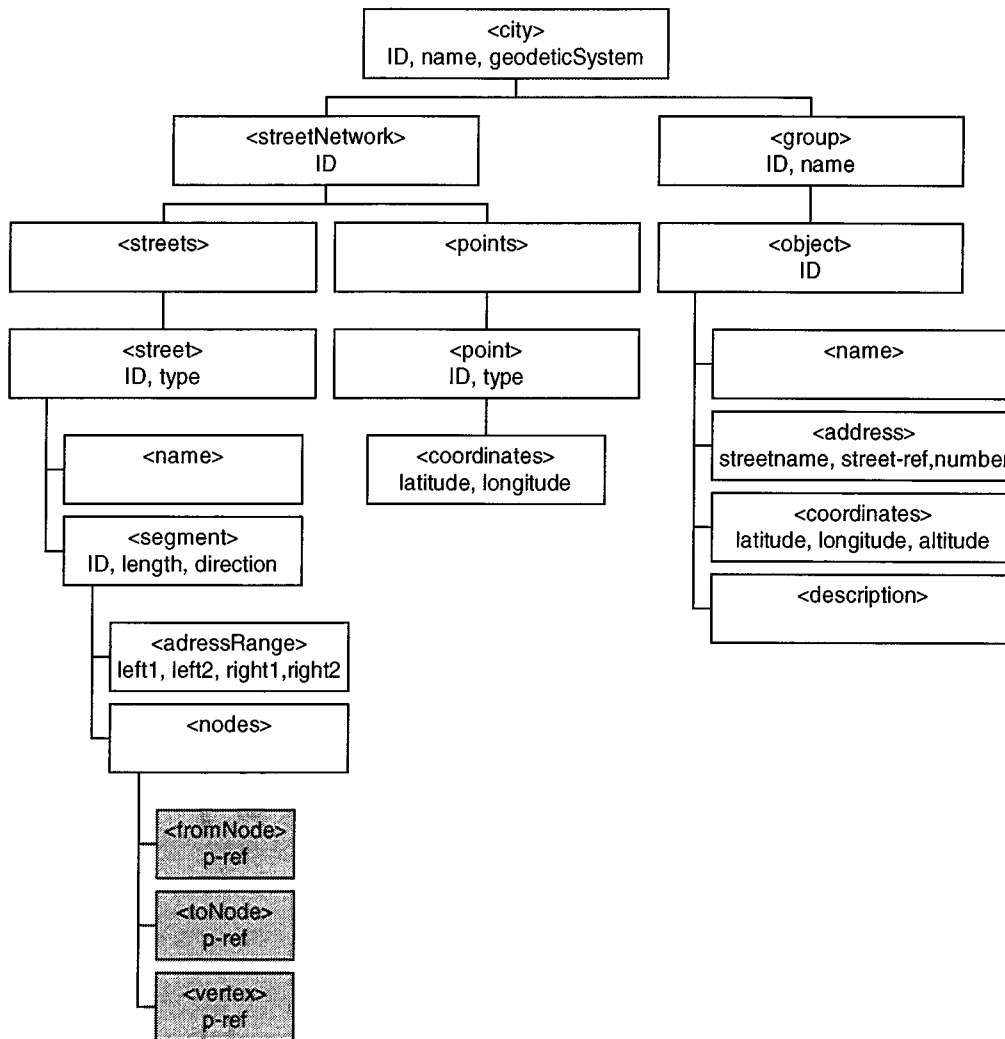 <city>
ID, name, geodeticSystem
<streetNetwork>
ID
<group>
ID, name
<streets>
<points>
<object>
ID
<street>
ID, type
<point>
ID, type
<name>
<name>
<coordinates>
latitude, longitude
<address>
streetname, street-ref,number
<segment>
ID, length, direction
<coordinates>
latitude, longitude, altitude
<description>
<adressRange>
left1, left2, right1,right2
<nodes>
<fromNode>
p-ref
<toNode>
p-ref
<vertex>
p-ref